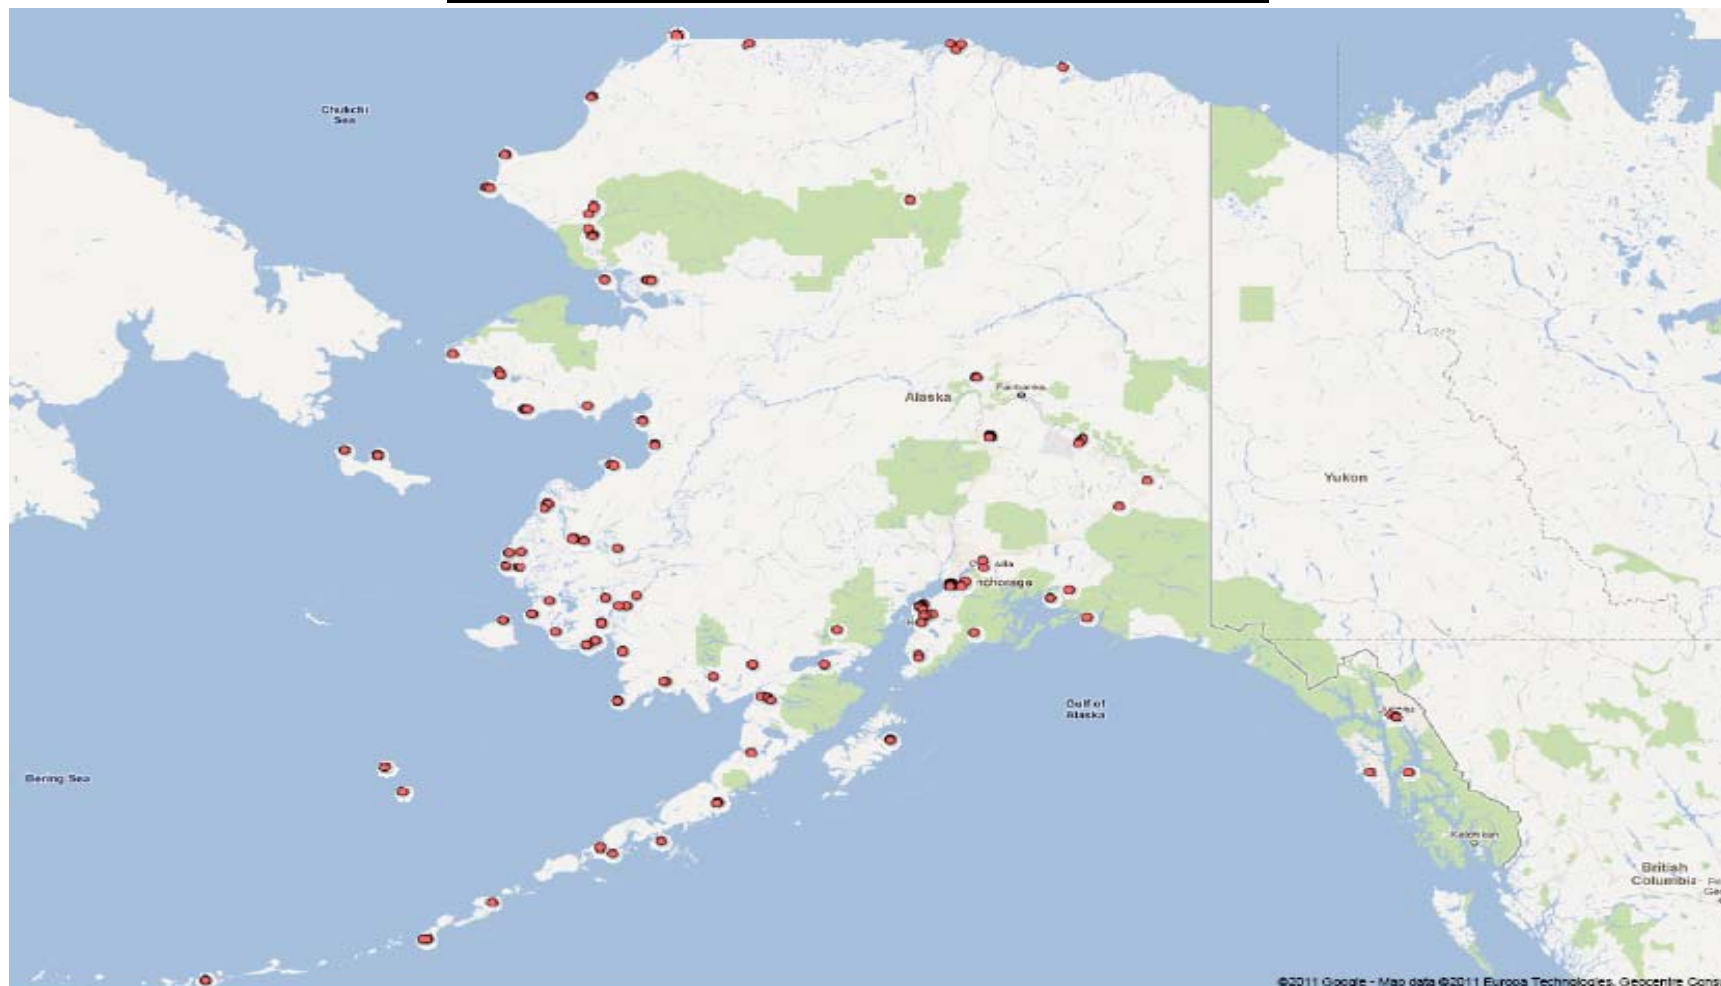 Chukchi
Sea
Alaska
Fairbanks
Yukon
nchorage
Gulf of
Alaska
Bering Sea
Ketchikan
British
Columbia
©2011 Google - Map data ©2011 Europa Technologies, Geocentre Cons